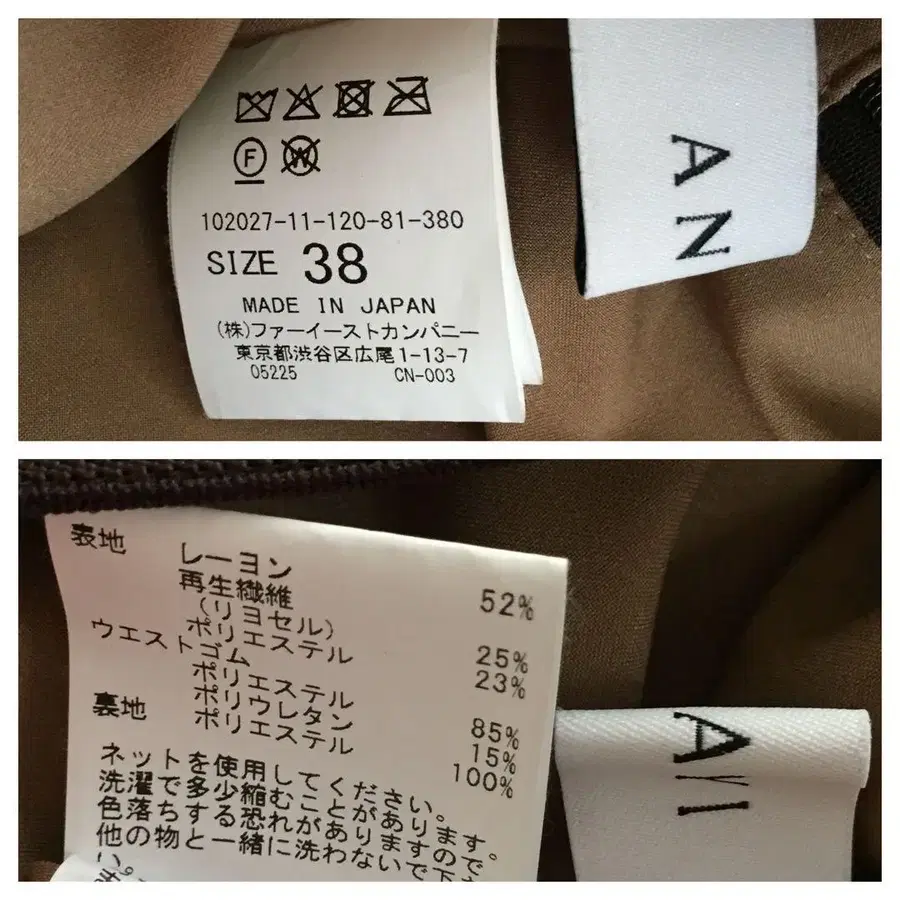 F
W
102027-11-120-81-380
SIZE 38
MADE IN JAPAN
(株)ファーイーストカンパニー
東京都渋谷区広尾1-13-7
05225 CN-003
AN
表地
レーヨン 52%
再生繊維
(リヨセル) 25%
ポリエステル 23%
ウエストゴム
ポリエステル 85%
ポリウレタン 15%
裏地
ポリエステル 100%
ネットを使用してください。
洗濯で多少縮むことがあります。
色落ちする恐れがありますので
他の物と一緒に洗わないで下
い。
A